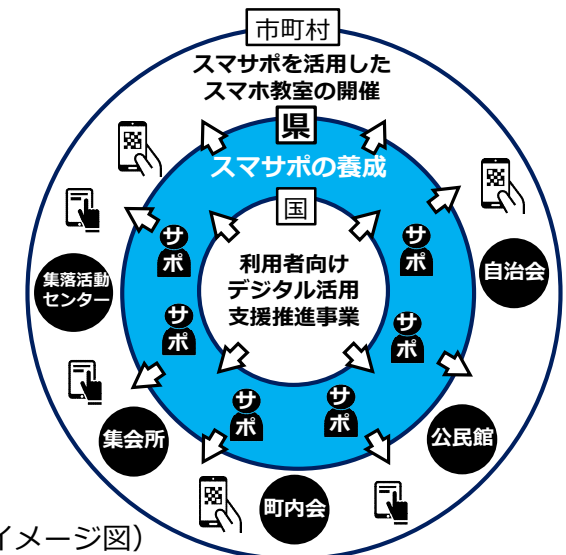 市町村
スマサポを活用した
スマホ教室の開催
県
スマサポの養成
国
利用者向け
デジタル活用
支援推進事業
サポ
サポ
サポ
サポ
サポ
サポ
集落活動
センター
自治会
集会所
公民館
町内会
イメージ図）